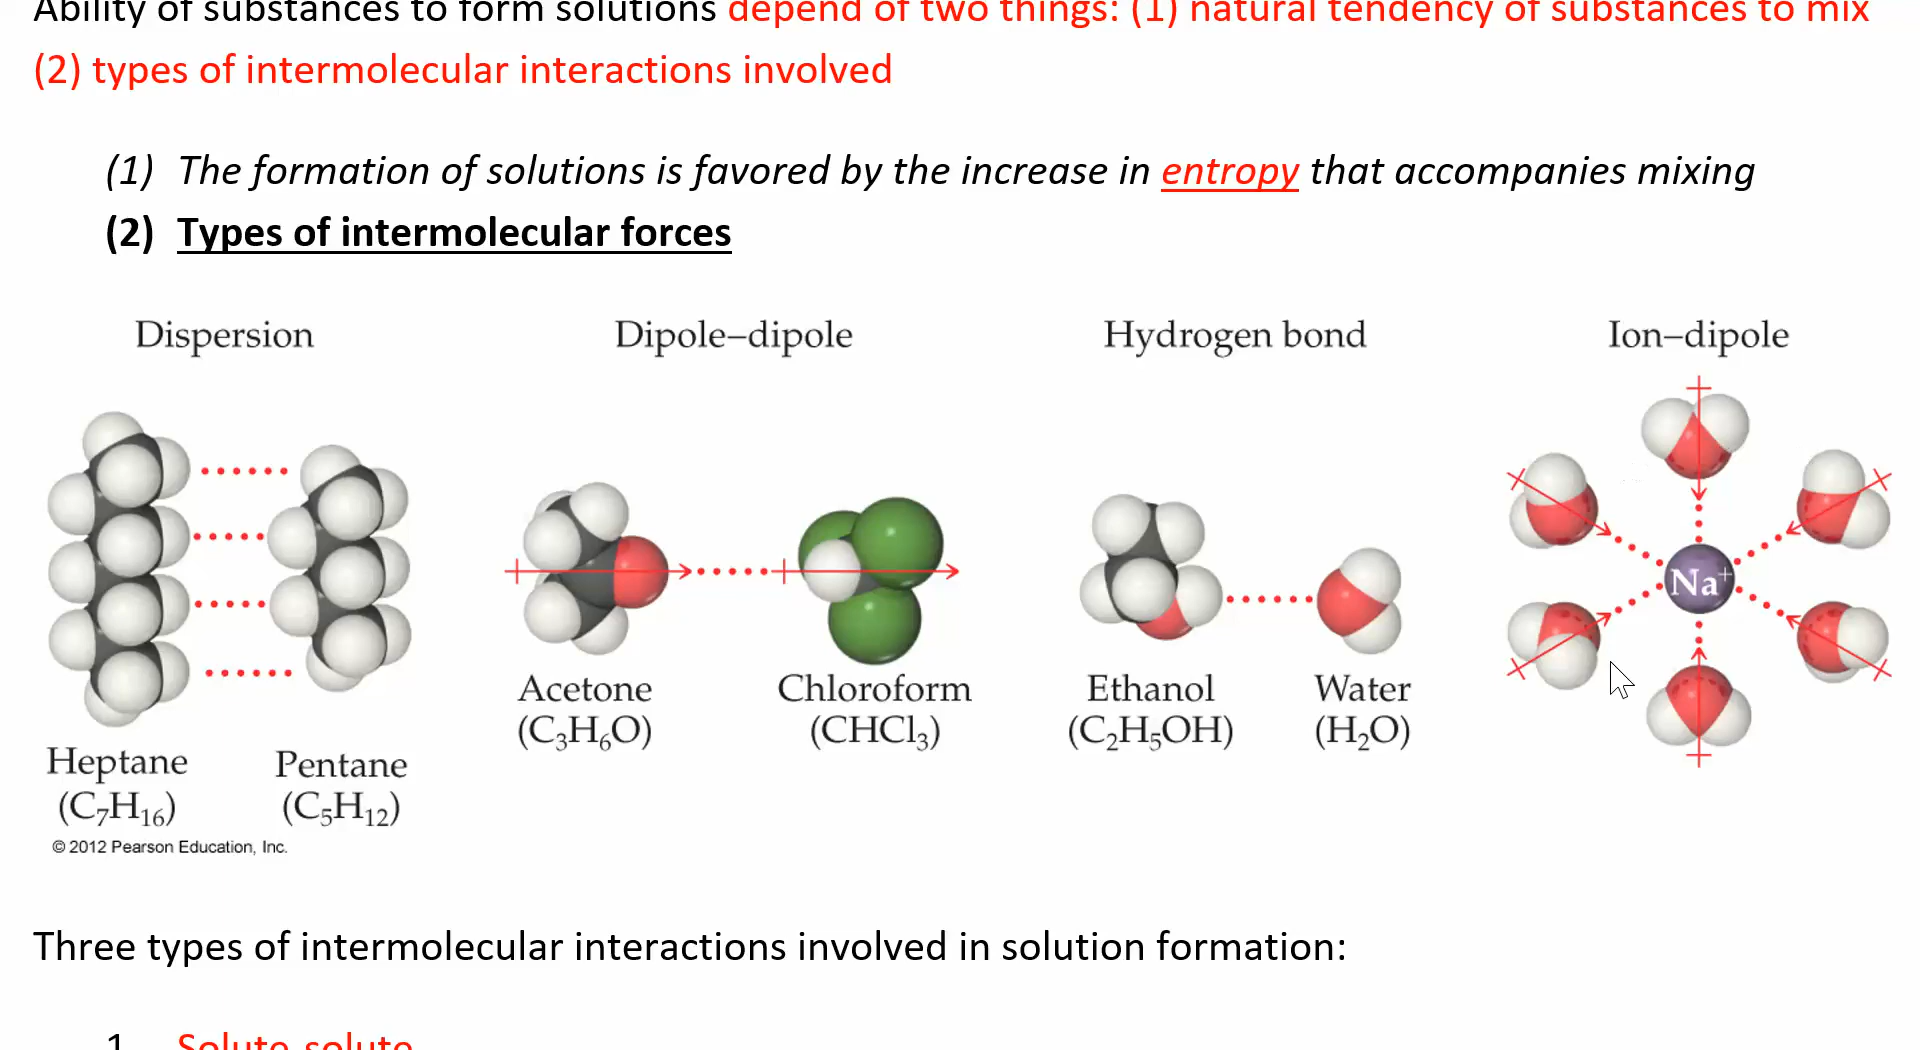 Ability of substances to form solutions depend of two things: (1) natural tendency of substances to mix
(2) types of intermolecular interactions involved
(1) The formation of solutions is favored by the increase in entropy that accompanies mixing
(2) Types of intermolecular forces
Dispersion Dipole–dipole Hydrogen bond Ion–dipole
Na⁺
Acetone Chloroform Ethanol Water
(C₃H₆O) (CHCl₃) (C₂H₅OH) (H₂O)
Heptane Pentane
(C₇H₁₆) (C₅H₁₂)
© 2012 Pearson Education, Inc.
Three types of intermolecular interactions involved in solution formation:
1. Solute-solute